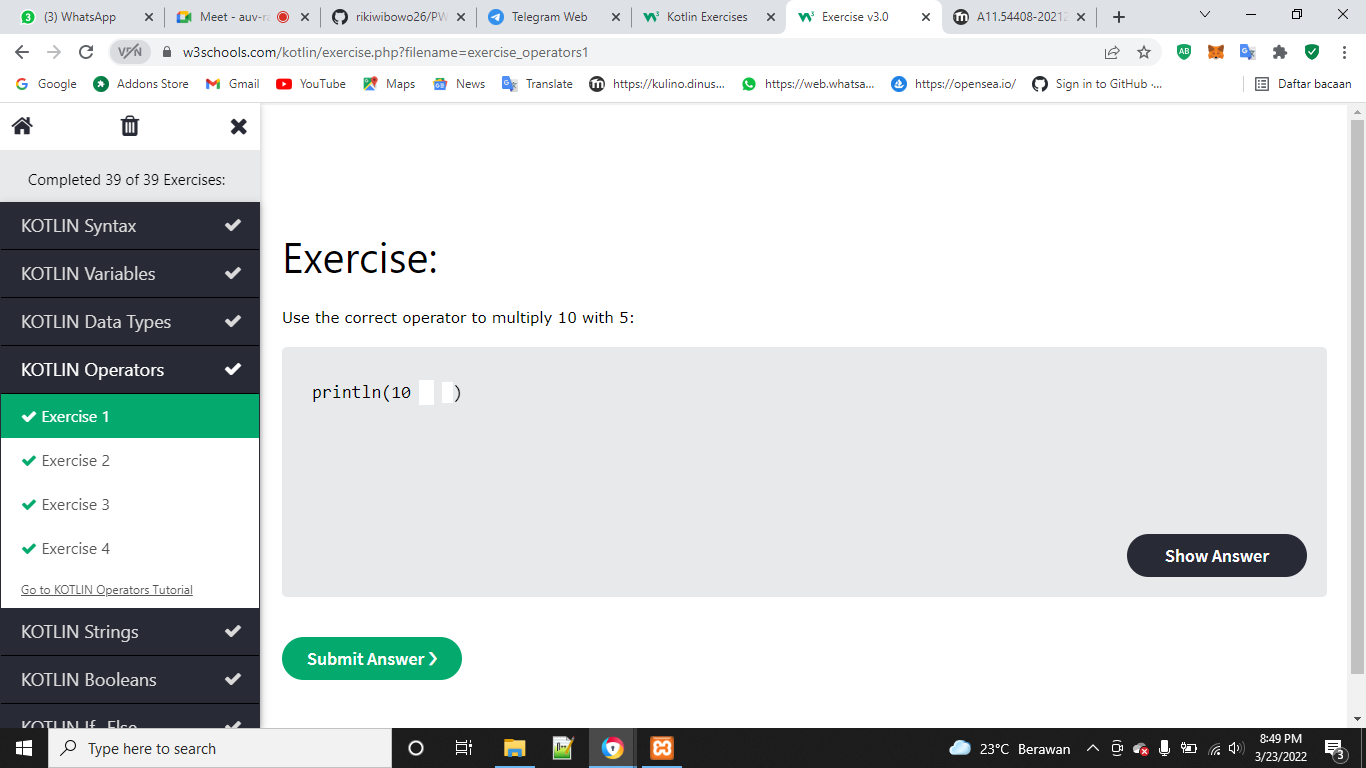 (3) WhatsApp
Meet - auv-r
rikiwibowo26/PW
Telegram Web
Kotlin Exercises
Exercise v3.0
A11.54408-2021
VPN
w3schools.com/kotlin/exercise.php?filename=exercise_operators1
Google
Addons Store
Gmail
YouTube
Maps
News
Translate
https://kulino.dinus...
https://web.whatsa...
https://opensea.io/
Sign in to GitHub ·...
Daftar bacaan
Completed 39 of 39 Exercises:
KOTLIN Syntax
KOTLIN Variables
KOTLIN Data Types
KOTLIN Operators
Exercise 1
Exercise 2
Exercise 3
Exercise 4
Go to KOTLIN Operators Tutorial
KOTLIN Strings
KOTLIN Booleans
KOTLIN If..Else
Exercise:
Use the correct operator to multiply 10 with 5:
println(10 )
Show Answer
Submit Answer ❯
Type here to search
23°C Berawan
8:49 PM
3/23/2022
3